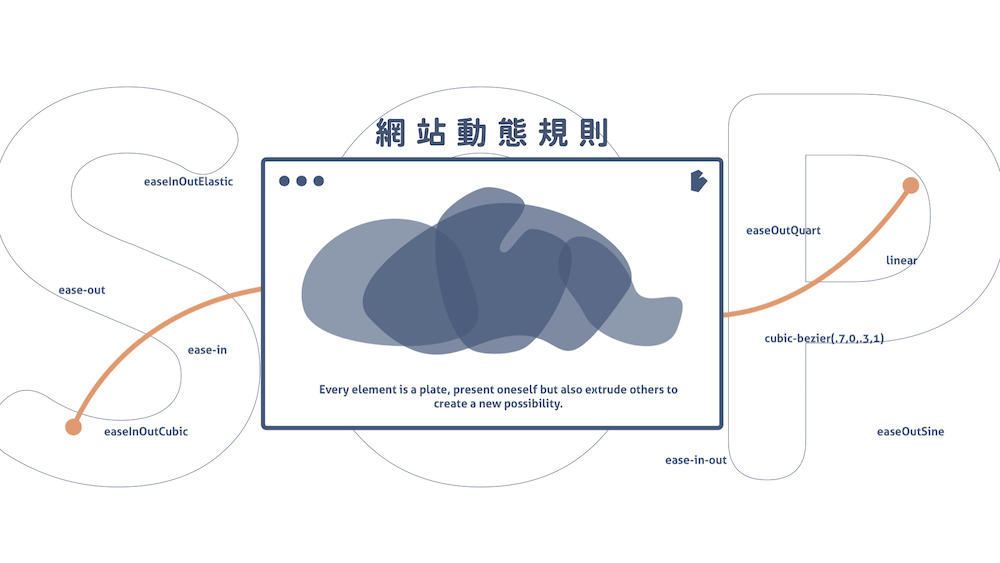 SOP
網站動態規則
easeInOutElastic
easeOutQuart
linear
ease-out
cubic-bezier(.7,0,.3,1)
ease-in
Every element is a plate, present oneself but also extrude others to
create a new possibility.
easeInOutCubic
easeOutSine
ease-in-out